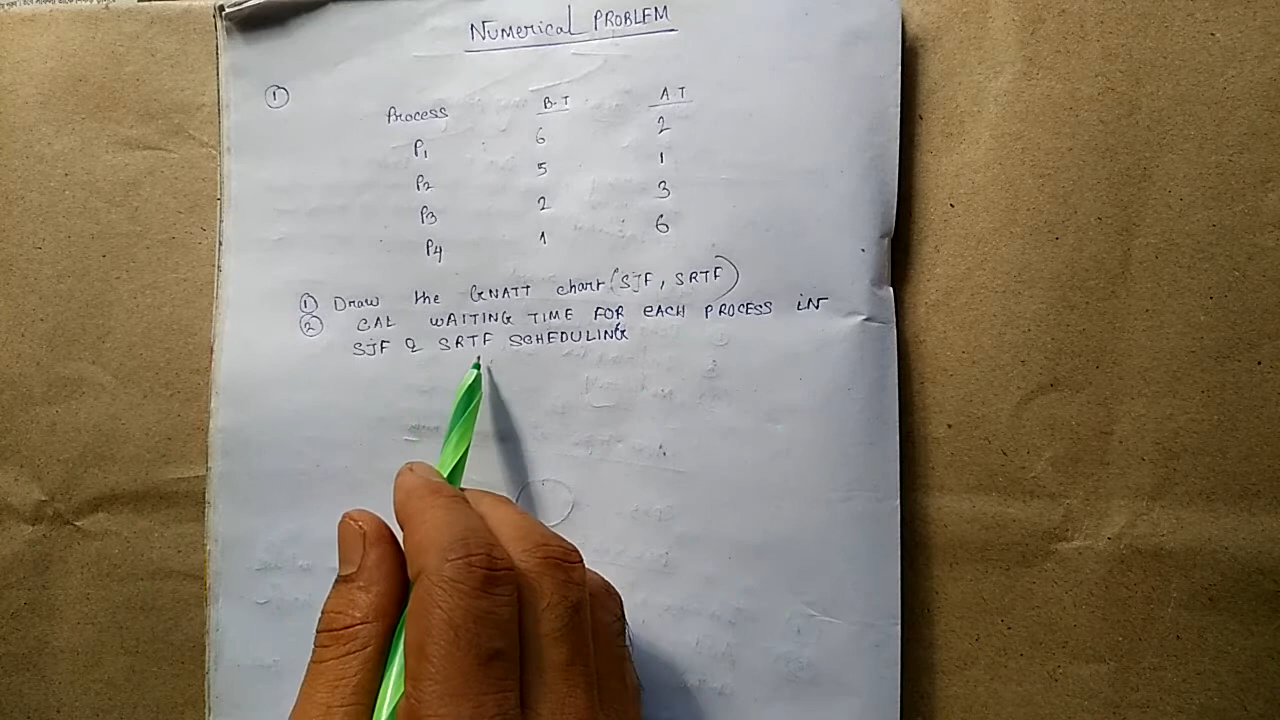 Numerical PROBLEM
①
Process B.T A.T
P1 6 2
P2 5 1
P3 2 3
P4 1 6
① Draw the GNATT chart (SJF, SRTF)
② CAL WAITING TIME FOR EACH PROCESS IN
SJF & SRTF SCHEDULING